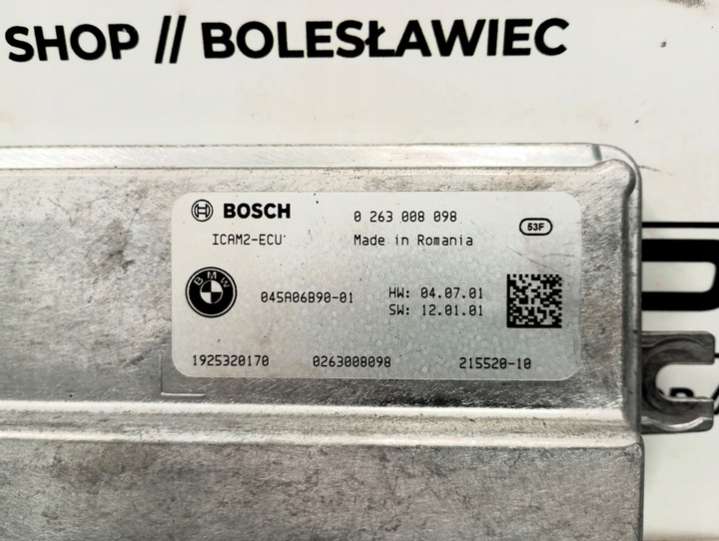 SHOP // BOLESŁAWIEC
BOSCH 0 263 008 098
ICAM2-ECU Made in Romania 53F
BMW 045A06B90-01 HW: 04.07.01
SW: 12.01.01
1925320170 0263008098 215520-10